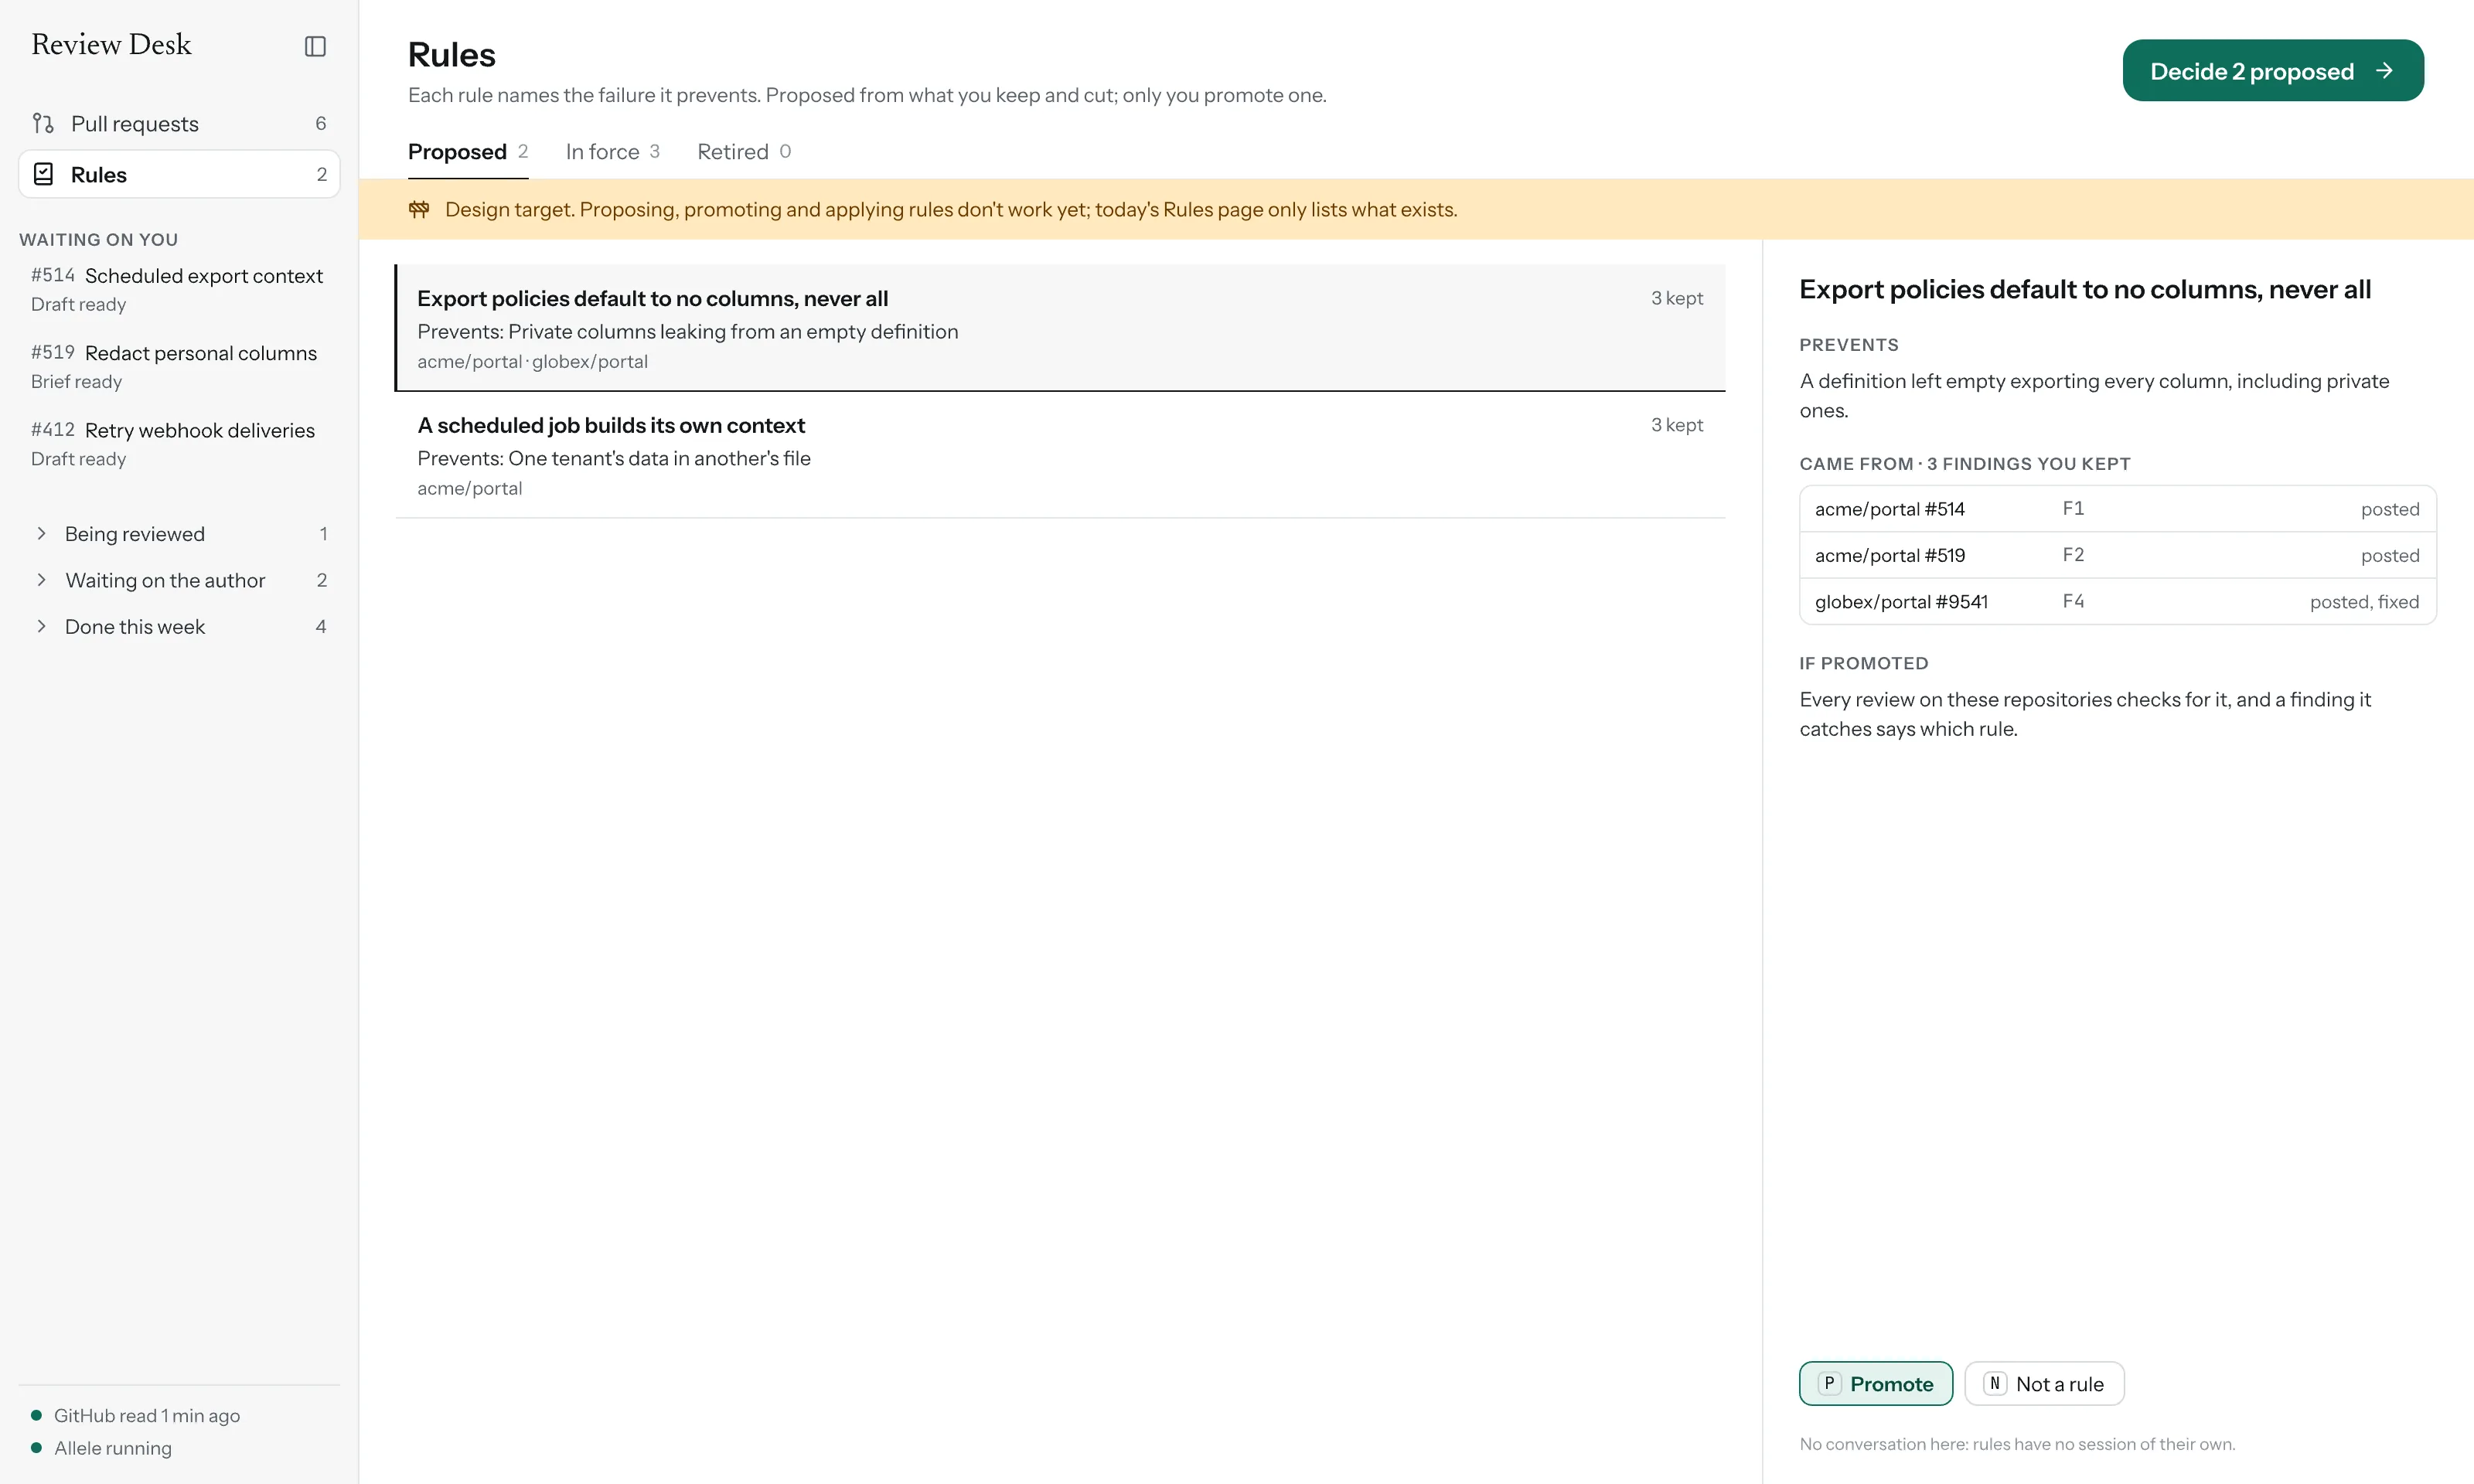 Review Desk
Pull requests 6
Rules 2
WAITING ON YOU
#514 Scheduled export context
Draft ready
#519 Redact personal columns
Brief ready
#412 Retry webhook deliveries
Draft ready
Being reviewed 1
Waiting on the author 2
Done this week 4
GitHub read 1 min ago
Allele running
Rules
Each rule names the failure it prevents. Proposed from what you keep and cut; only you promote one.
Decide 2 proposed →
Proposed 2 In force 3 Retired 0
Design target. Proposing, promoting and applying rules don't work yet; today's Rules page only lists what exists.
Export policies default to no columns, never all 3 kept
Prevents: Private columns leaking from an empty definition
acme/portal · globex/portal
A scheduled job builds its own context 3 kept
Prevents: One tenant's data in another's file
acme/portal
Export policies default to no columns, never all
PREVENTS
A definition left empty exporting every column, including private
ones.
CAME FROM · 3 FINDINGS YOU KEPT
acme/portal #514 F1 posted
acme/portal #519 F2 posted
globex/portal #9541 F4 posted, fixed
IF PROMOTED
Every review on these repositories checks for it, and a finding it
catches says which rule.
P Promote N Not a rule
No conversation here: rules have no session of their own.